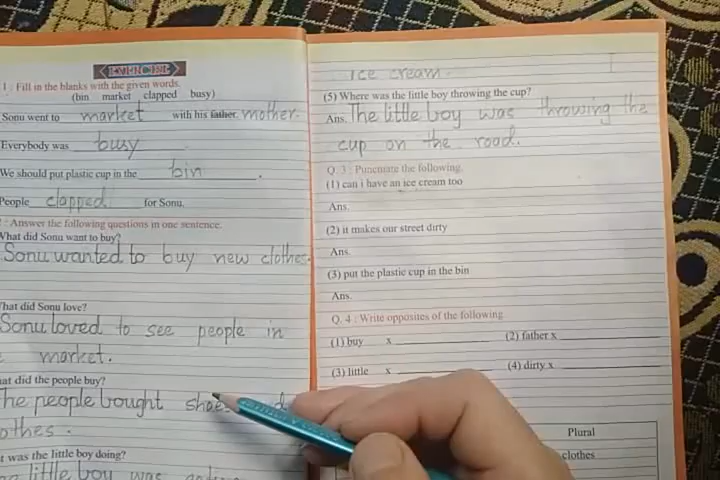 EXERCISE
1 : Fill in the blanks with the given words.
(bin market clapped busy)
Sonu went to market with his father. mother.
Everybody was busy
We should put plastic cup in the bin .
People clapped for Sonu.
: Answer the following questions in one sentence.
What did Sonu want to buy?
Sonu wanted to buy new clothes.
What did Sonu love?
Sonu loved to see people in
market.
at did the people buy?
he people bought shoes
othes.
t was the little boy doing?
little boy was
Ice cream.
(5) Where was the little boy throwing the cup?
Ans. The little boy was throwing the
cup on the road.
Q. 3 : Punctuate the following.
(1) can i have an ice cream too
Ans.
(2) it makes our street dirty
Ans.
(3) put the plastic cup in the bin
Ans.
Q. 4 : Write opposites of the following.
(1) buy x (2) father x
(3) little x (4) dirty x
Plural
clothes